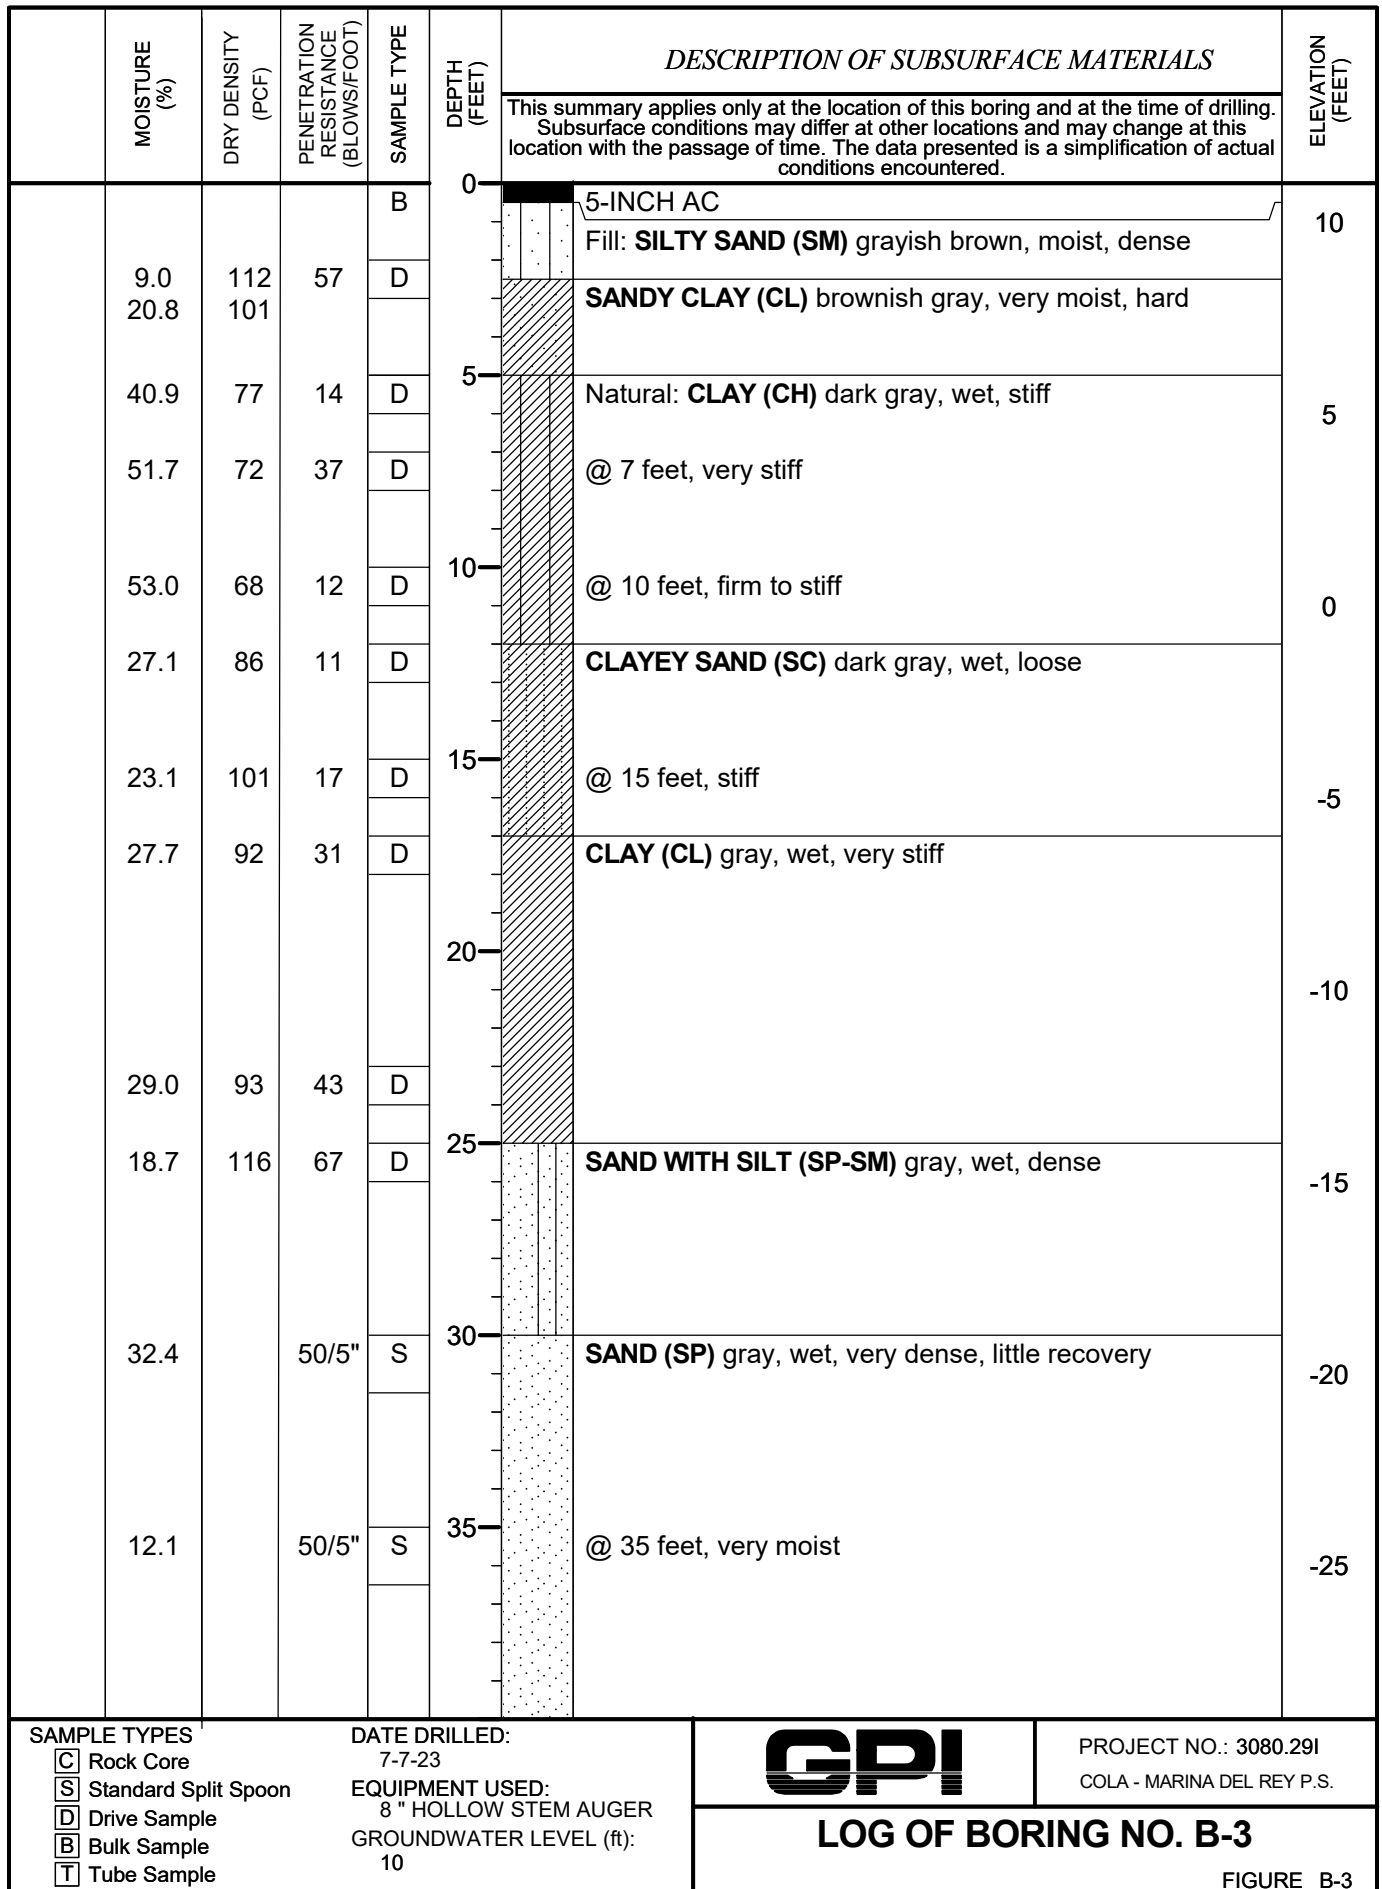 MOISTURE
(%)
DRY DENSITY
(PCF)
PENETRATION
RESISTANCE
(BLOWS/FOOT)
SAMPLE TYPE
DEPTH
(FEET)
DESCRIPTION OF SUBSURFACE MATERIALS
This summary applies only at the location of this boring and at the time of drilling.
Subsurface conditions may differ at other locations and may change at this
location with the passage of time. The data presented is a simplification of actual
conditions encountered.
ELEVATION
(FEET)
0
B 5-INCH AC
10
Fill: SILTY SAND (SM) grayish brown, moist, dense
9.0 112 57 D
20.8 101 SANDY CLAY (CL) brownish gray, very moist, hard
5
40.9 77 14 D Natural: CLAY (CH) dark gray, wet, stiff
5
51.7 72 37 D @ 7 feet, very stiff
10
53.0 68 12 D @ 10 feet, firm to stiff
0
27.1 86 11 D CLAYEY SAND (SC) dark gray, wet, loose
15
23.1 101 17 D @ 15 feet, stiff
-5
27.7 92 31 D CLAY (CL) gray, wet, very stiff
20
-10
29.0 93 43 D
25
18.7 116 67 D SAND WITH SILT (SP-SM) gray, wet, dense
-15
30
32.4 50/5" S SAND (SP) gray, wet, very dense, little recovery
-20
35
12.1 50/5" S @ 35 feet, very moist
-25
SAMPLE TYPES
C Rock Core
S Standard Split Spoon
D Drive Sample
B Bulk Sample
T Tube Sample
DATE DRILLED:
7-7-23
EQUIPMENT USED:
8 " HOLLOW STEM AUGER
GROUNDWATER LEVEL (ft):
10
GPI
PROJECT NO.: 3080.29I
COLA - MARINA DEL REY P.S.
LOG OF BORING NO. B-3
FIGURE B-3